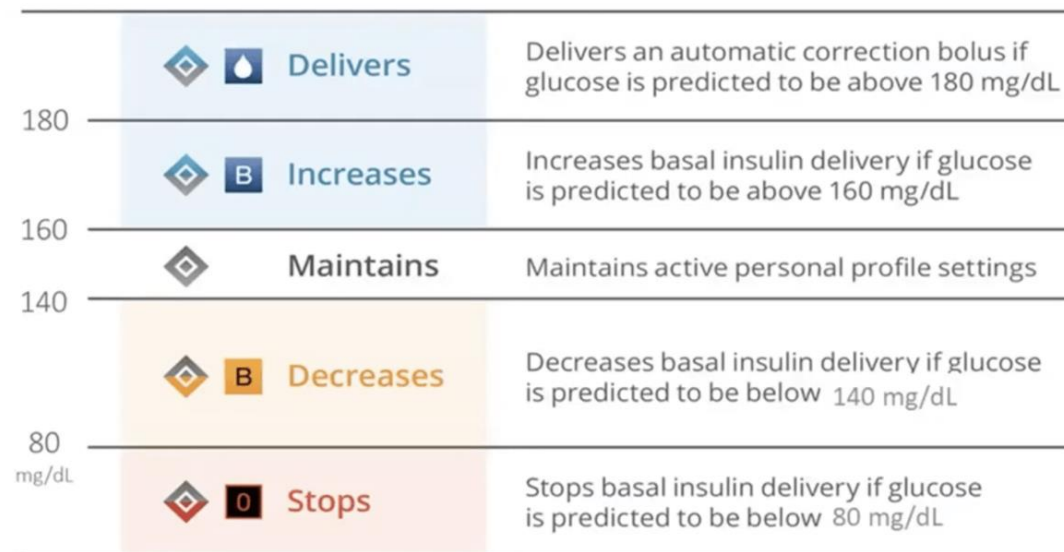 Delivers
Delivers an automatic correction bolus if
glucose is predicted to be above 180 mg/dL
180
B
Increases
Increases basal insulin delivery if glucose
is predicted to be above 160 mg/dL
160
Maintains
Maintains active personal profile settings
140
B
Decreases
Decreases basal insulin delivery if glucose
is predicted to be below 140 mg/dL
80
mg/dL
0
Stops
Stops basal insulin delivery if glucose
is predicted to be below 80 mg/dL